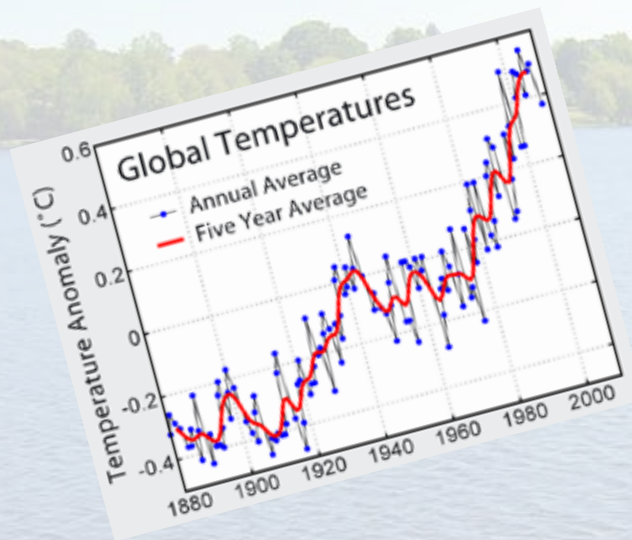 Global Temperatures
Annual Average
Five Year Average
Temperature Anomaly (°C)
0.6
0.4
0.2
0
-0.2
-0.4
1880 1900 1920 1940 1960 1980 2000